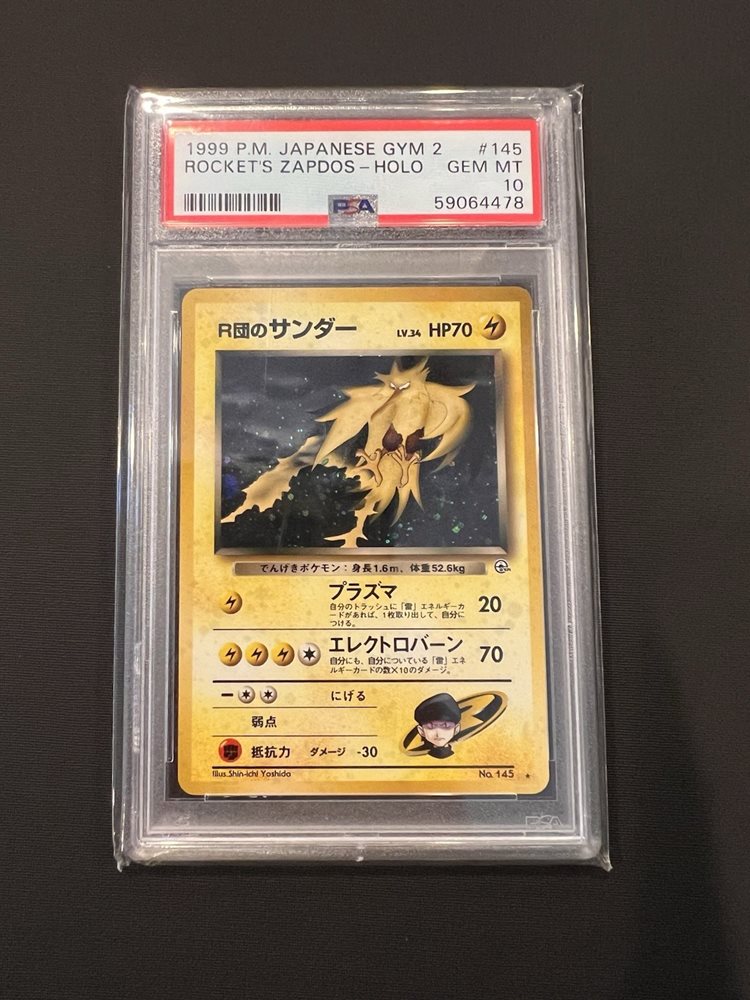 1999 P.M. JAPANESE GYM 2 #145
ROCKET'S ZAPDOS - HOLO GEM MT
10
PSA 59064478
R団のサンダー LV.34 HP70
でんげきポケモン：身長1.6m、体重52.6kg
プラズマ 20
自分のトラッシュに「雷」エネルギーカ
ードがあれば、1枚取り出して、自分に
つける。
エレクトロバーン 70
自分にも、自分についている「雷」エネ
ルギーカードの数×10のダメージ。
にげる
弱点
抵抗力 ダメージ -30
Illus.Shin-ichi Yoshida No. 145
PSA